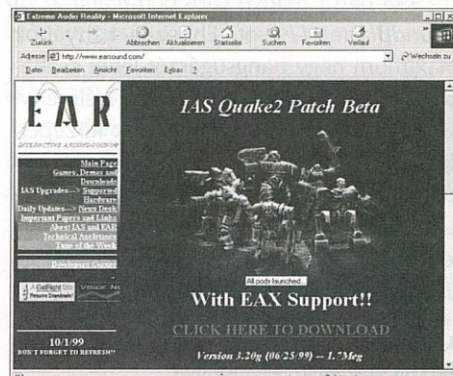 Extreme Audio Reality - Microsoft Internet Explorer
Zurück
Abbrechen
Aktualisieren
Startseite
Suchen
Favoriten
Verlauf
Adresse
http://www.earsound.com/
Wechseln zu
Datei Bearbeiten Ansicht Favoriten Extras ?
EAR
IAS Quake2 Patch Beta
Main Page
Games, Demos and
Downloads
IAS Upgrades---> Supported
Hardware
Daily Updates---> News Desk
Important Papers and Links
About IAS and EAR
Technical Assistance
Tune of the Week
Developers Corner
All pods launched...
With EAX Support!!
GetRight
Resume Downloads!
CLICK HERE TO DOWNLOAD
10/1/99
DON'T FORGET TO REFRESH!!
Version 3.20g (06/25/99) -- 1.7Meg